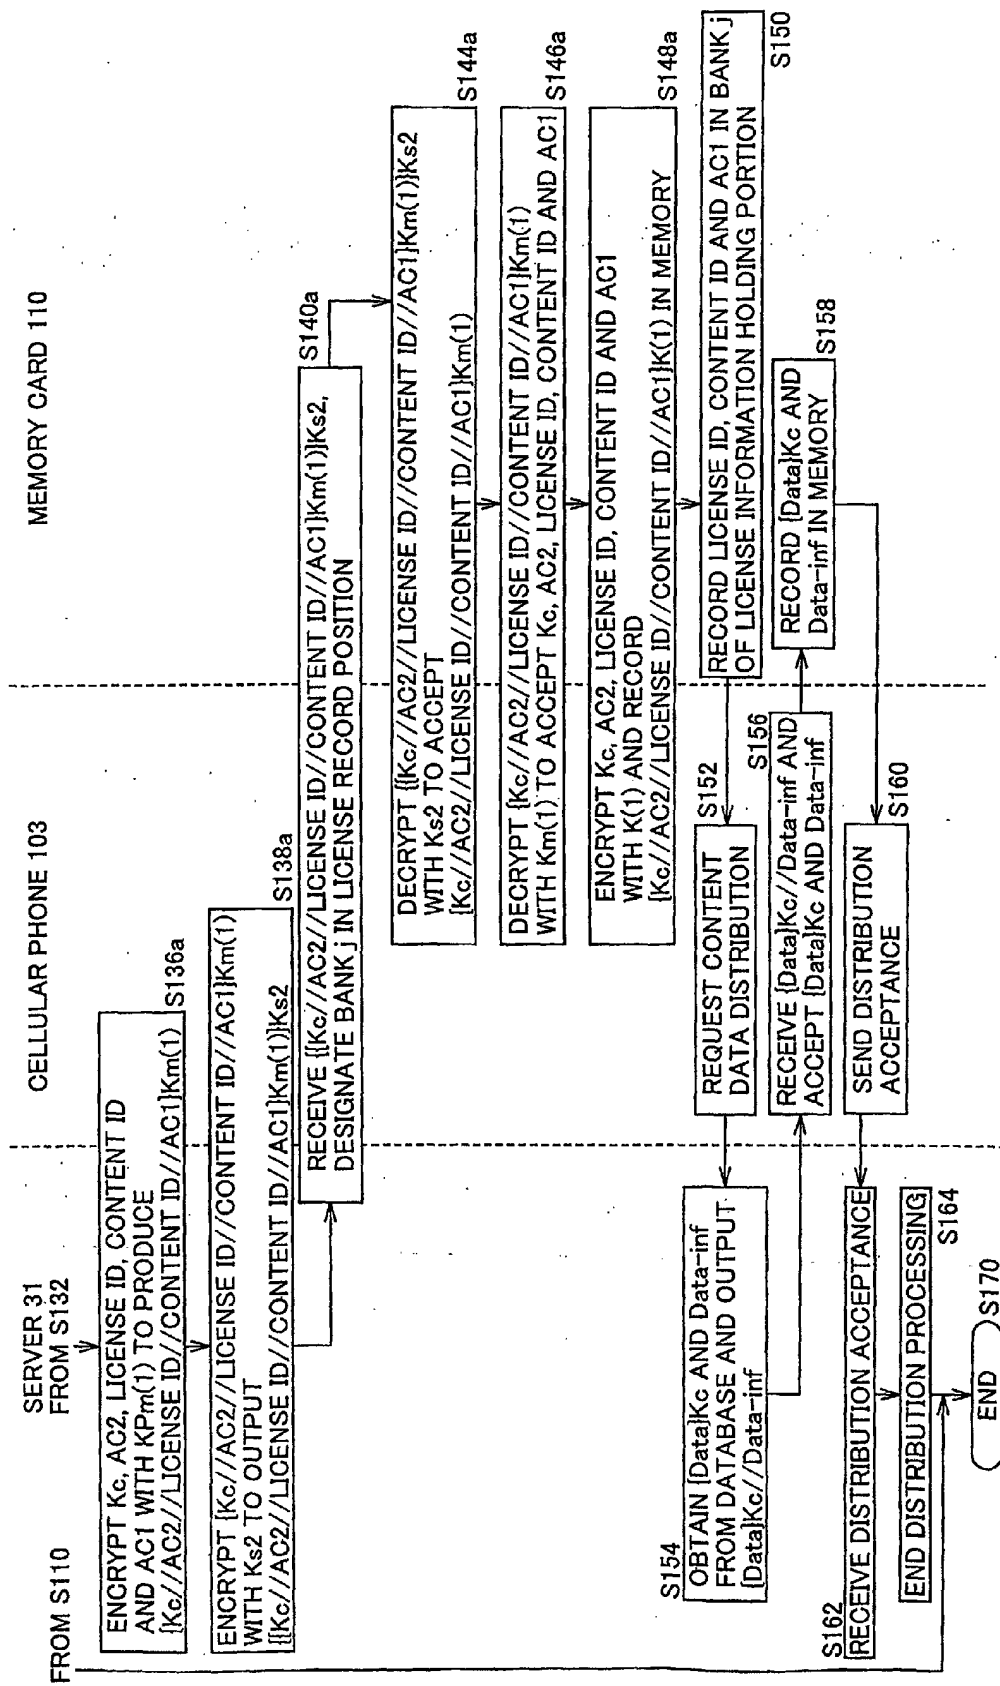 FROM S110
SERVER 31
FROM S132
CELLULAR PHONE 103
MEMORY CARD 110
ENCRYPT Kc, AC2, LICENSE ID, CONTENT ID
AND AC1 WITH KPm(1) TO PRODUCE
{Kc//AC2//LICENSE ID//CONTENT ID//AC1}Km(1)
S136a
ENCRYPT {Kc//AC2//LICENSE ID//CONTENT ID//AC1}Km(1)
WITH Ks2 TO OUTPUT
{{Kc//AC2//LICENSE ID//CONTENT ID//AC1}Km(1)}Ks2
S138a
RECEIVE {{Kc//AC2//LICENSE ID//CONTENT ID//AC1}Km(1)}Ks2,
DESIGNATE BANK j IN LICENSE RECORD POSITION
S140a
DECRYPT {{Kc//AC2//LICENSE ID//CONTENT ID//AC1}Km(1)}Ks2
WITH Ks2 TO ACCEPT
{Kc//AC2//LICENSE ID//CONTENT ID//AC1}Km(1)
S144a
DECRYPT {Kc//AC2//LICENSE ID//CONTENT ID//AC1}Km(1)
WITH Km(1) TO ACCEPT Kc, AC2, LICENSE ID, CONTENT ID AND AC1
S146a
ENCRYPT Kc, AC2, LICENSE ID, CONTENT ID AND AC1
WITH K(1) AND RECORD
{Kc//AC2//LICENSE ID//CONTENT ID//AC1}K(1) IN MEMORY
S148a
RECORD LICENSE ID, CONTENT ID AND AC1 IN BANK j
OF LICENSE INFORMATION HOLDING PORTION
S150
S152
REQUEST CONTENT
DATA DISTRIBUTION
S154
OBTAIN {Data}Kc AND Data-inf
FROM DATABASE AND OUTPUT
{Data}Kc//Data-inf
S156
RECEIVE {Data}Kc//Data-inf AND
ACCEPT {Data}Kc AND Data-inf
RECORD {Data}Kc AND
Data-inf IN MEMORY
S158
S160
SEND DISTRIBUTION
ACCEPTANCE
S162
RECEIVE DISTRIBUTION ACCEPTANCE
END DISTRIBUTION PROCESSING
S164
END
S170